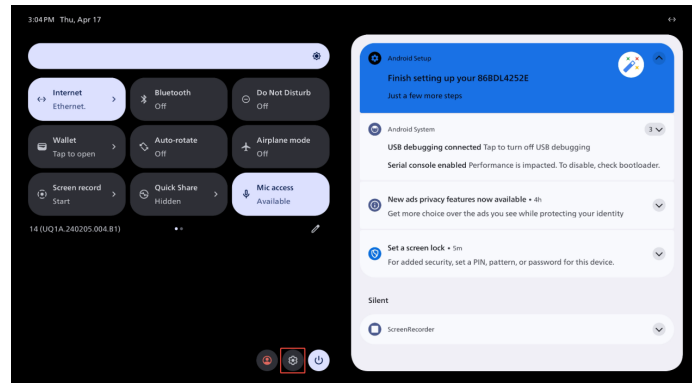 3:04 PM Thu, Apr 17
Internet
Ethernet.
Bluetooth
Off
Do Not Disturb
Off
Wallet
Tap to open
Auto-rotate
Off
Airplane mode
Off
Screen record
Start
Quick Share
Hidden
Mic access
Available
14 (UQ1A.240205.004.B1)
Android Setup
Finish setting up your 86BDL4252E
Just a few more steps
Android System
3
USB debugging connected Tap to turn off USB debugging
Serial console enabled Performance is impacted. To disable, check bootloader.
New ads privacy features now available • 4h
Get more choice over the ads you see while protecting your identity
Set a screen lock • 5m
For added security, set a PIN, pattern, or password for this device.
Silent
ScreenRecorder